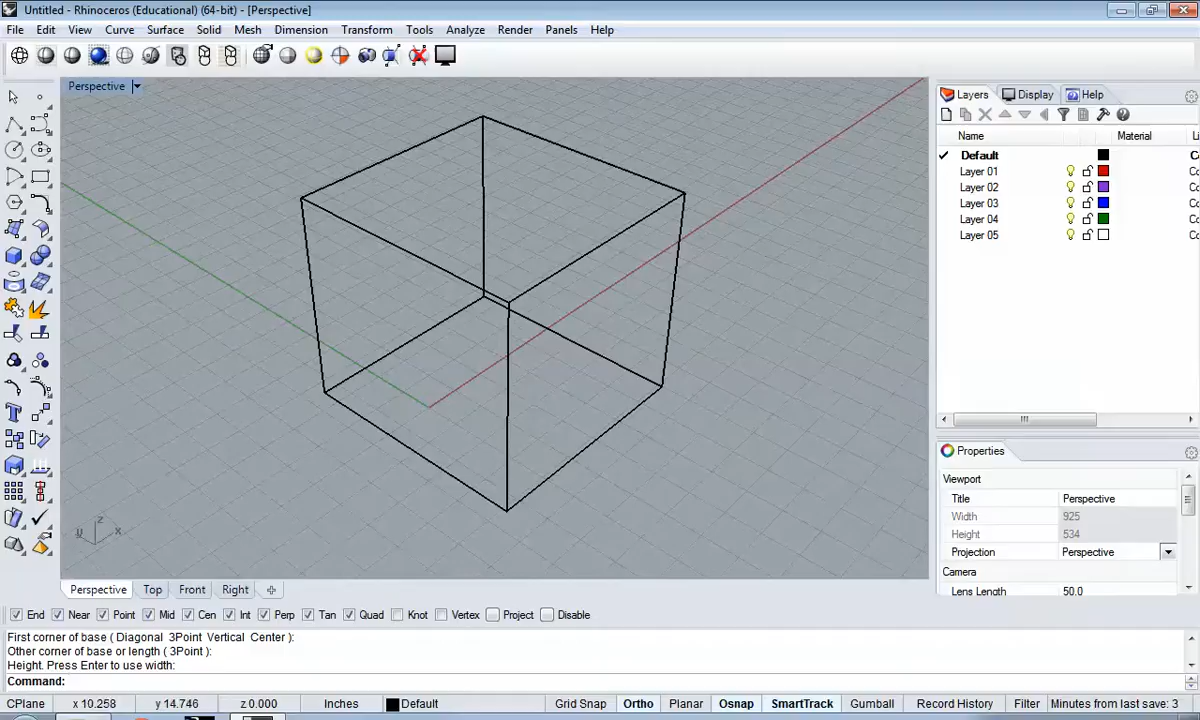 Untitled - Rhinoceros (Educational) (64-bit) - [Perspective]
File Edit View Curve Surface Solid Mesh Dimension Transform Tools Analyze Render Panels Help
Perspective
Layers Display Help
Name Material Li
Default C
Layer 01 Co
Layer 02 Co
Layer 03 Co
Layer 04 Co
Layer 05 Co
Properties
Viewport
Title Perspective
Width 925
Height 534
Projection Perspective
Camera
Lens Length 50.0
z
y x
Perspective Top Front Right
End Near Point Mid Cen Int Perp Tan Quad Knot Vertex Project Disable
First corner of base ( Diagonal 3Point Vertical Center ):
Other corner of base or length ( 3Point ):
Height. Press Enter to use width:
Command:
CPlane x 10.258 y 14.746 z 0.000 Inches Default Grid Snap Ortho Planar Osnap SmartTrack Gumball Record History Filter Minutes from last save: 3